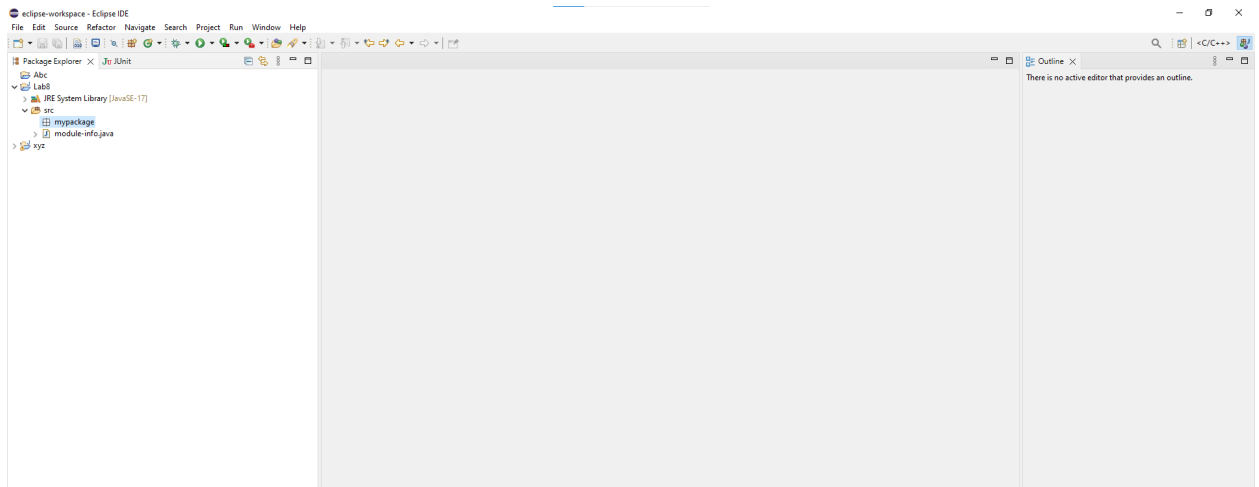 eclipse-workspace - Eclipse IDE
File Edit Source Refactor Navigate Search Project Run Window Help
<C/C++>
Package Explorer JUnit
Outline
Abc
There is no active editor that provides an outline.
Lab8
JRE System Library [JavaSE-17]
src
mypackage
module-info.java
xyz